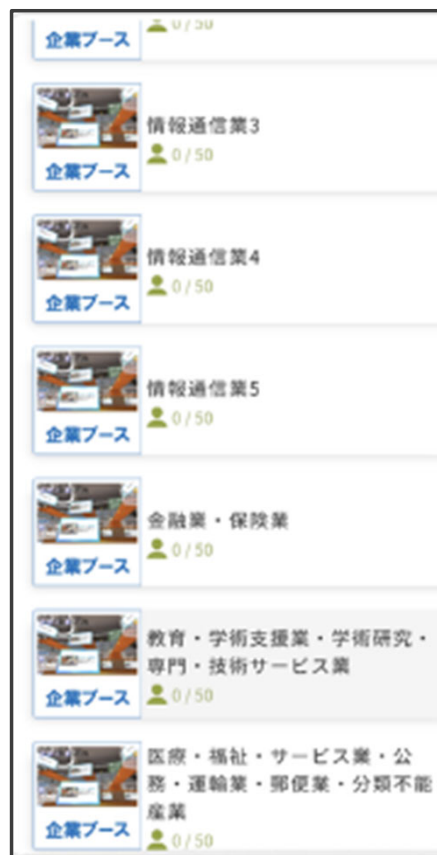 0/50
企業ブース
情報通信業3
0/50
企業ブース
情報通信業4
0/50
企業ブース
情報通信業5
0/50
企業ブース
金融業・保険業
0/50
企業ブース
教育・学術支援業・学術研究・
専門・技術サービス業
0/50
企業ブース
医療・福祉・サービス業・公
務・運輸業・郵便業・分類不能
産業
0/50
企業ブース